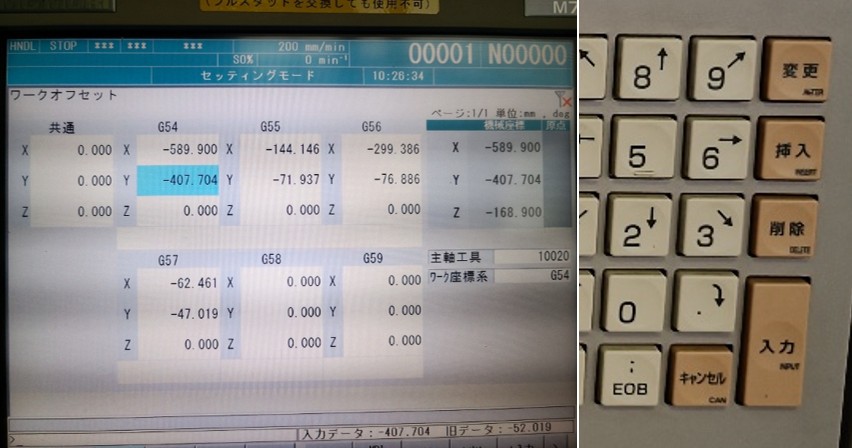 (フルスタッドを交換しても使用不可)
HNDL STOP *** *** *** 200 mm/min O0001 N00000
S0% 0 min⁻¹
セッティングモード 10:26:34
ワークオフセット
ページ:1/1 単位:mm , deg
共通 G54 G55 G56 機械座標 原点
X 0.000 X -589.900 X -144.146 X -299.386 X -589.900
Y 0.000 Y -407.704 Y -71.937 Y -76.886 Y -407.704
Z 0.000 Z 0.000 Z 0.000 Z 0.000 Z -168.900
G57 G58 G59 主軸工具 10020
ワーク座標系 G54
X -62.461 X 0.000 X 0.000
Y -47.019 Y 0.000 Y 0.000
Z 0.000 Z 0.000 Z 0.000
入力データ:-407.704 旧データ:-52.019
>
8 ↑ 9 ↗ 変更
ALTER
5 6 → 挿入
INSERT
2 ↓ 3 ↘ 削除
DELETE
0 .
入力
INPUT
; EOB キャンセル
CAN